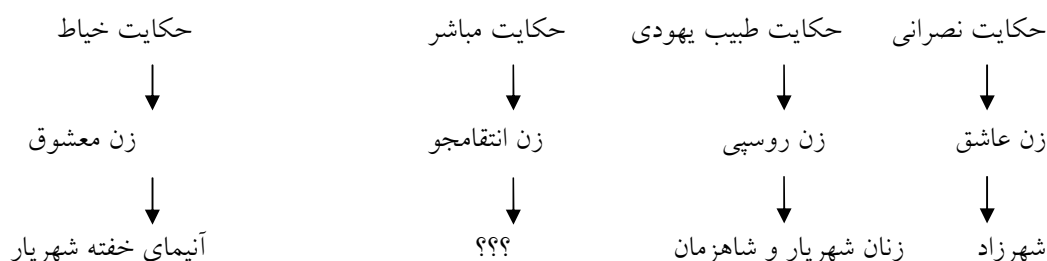 حکایت نصرانی حکایت طبیب یهودی حکایت مباشر حکایت خیاط
زن عاشق زن روسپی زن انتقامجو زن معشوق
شهرزاد زنان شهریار و شاهزمان ؟؟؟ آنیمای خفته شهریار